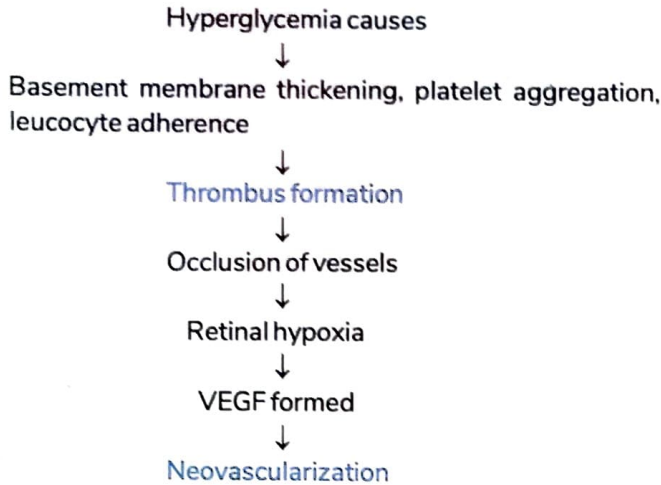 Hyperglycemia causes
↓
Basement membrane thickening, platelet aggregation,
leucocyte adherence
↓
Thrombus formation
↓
Occlusion of vessels
↓
Retinal hypoxia
↓
VEGF formed
↓
Neovascularization